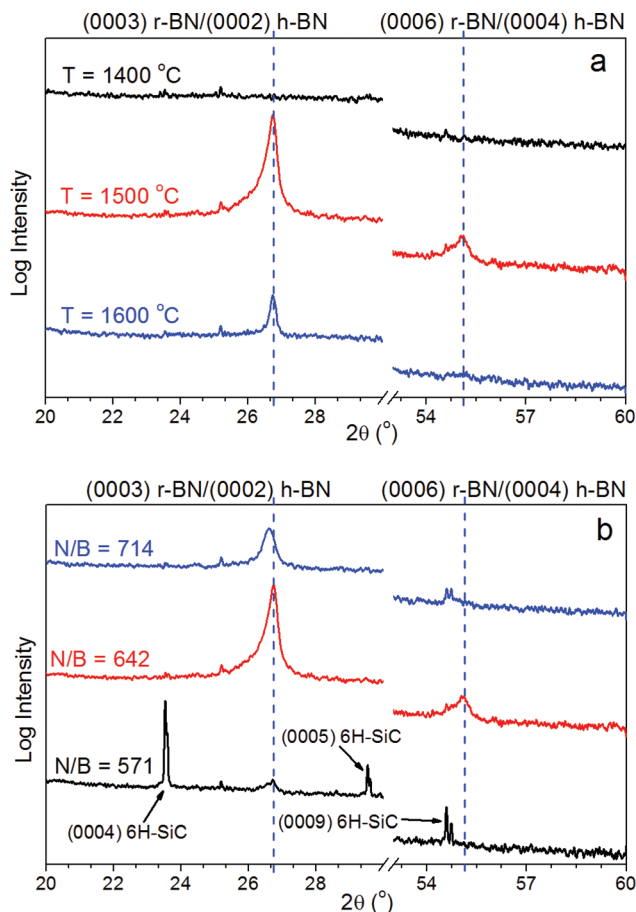 (0003) r-BN/(0002) h-BN (0006) r-BN/(0004) h-BN
a
T = 1400 °C
T = 1500 °C
T = 1600 °C
Log Intensity
20 22 24 26 28 54 57 60
2θ (°)
(0003) r-BN/(0002) h-BN (0006) r-BN/(0004) h-BN
b
N/B = 714
N/B = 642
(0005) 6H-SiC
N/B = 571
(0004) 6H-SiC
(0009) 6H-SiC
Log Intensity
20 22 24 26 28 54 57 60
2θ (°)